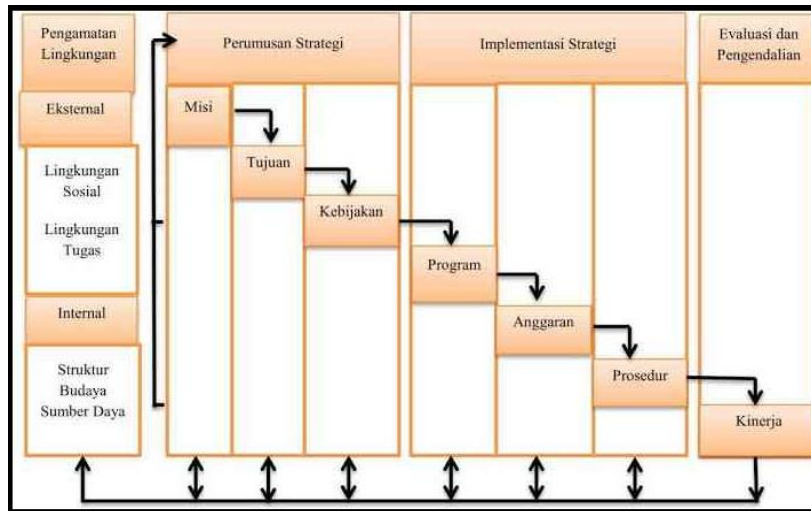 Pengamatan
Lingkungan
Perumusan Strategi
Implementasi Strategi
Evaluasi dan
Pengendalian
Eksternal
Misi
Lingkungan
Sosial
Tujuan
Lingkungan
Tugas
Kebijakan
Program
Internal
Anggaran
Struktur
Budaya
Sumber Daya
Prosedur
Kinerja